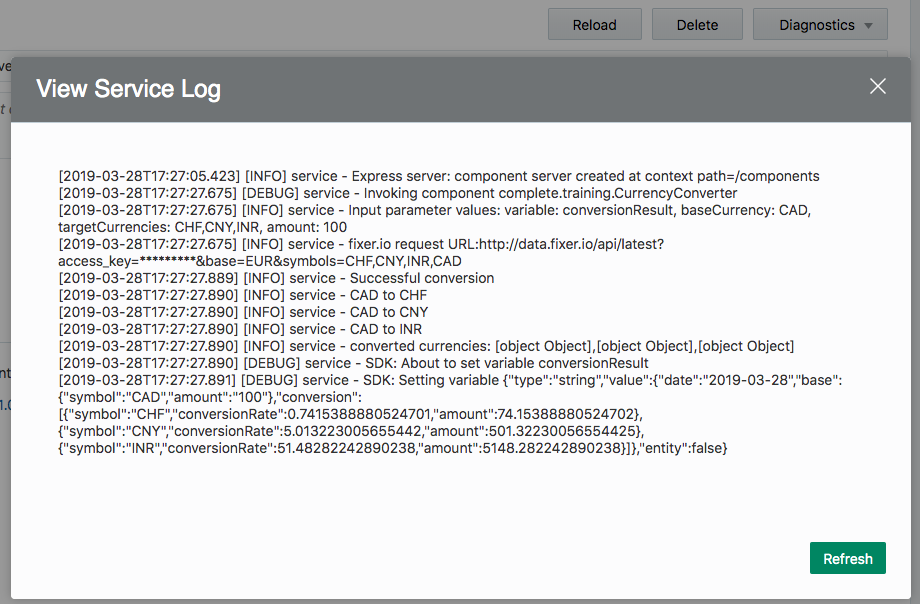 Reload
Delete
Diagnostics
ve
View Service Log
t
[2019-03-28T17:27:05.423] [INFO] service - Express server: component server created at context path=/components
[2019-03-28T17:27:27.675] [DEBUG] service - Invoking component complete.training.CurrencyConverter
[2019-03-28T17:27:27.675] [INFO] service - Input parameter values: variable: conversionResult, baseCurrency: CAD,
targetCurrencies: CHF,CNY,INR, amount: 100
[2019-03-28T17:27:27.675] [INFO] service - fixer.io request URL:http://data.fixer.io/api/latest?
access_key=*********&base=EUR&symbols=CHF,CNY,INR,CAD
[2019-03-28T17:27:27.889] [INFO] service - Successful conversion
[2019-03-28T17:27:27.890] [INFO] service - CAD to CHF
[2019-03-28T17:27:27.890] [INFO] service - CAD to CNY
[2019-03-28T17:27:27.890] [INFO] service - CAD to INR
[2019-03-28T17:27:27.890] [INFO] service - converted currencies: [object Object],[object Object],[object Object]
[2019-03-28T17:27:27.890] [DEBUG] service - SDK: About to set variable conversionResult
[2019-03-28T17:27:27.891] [DEBUG] service - SDK: Setting variable {"type":"string","value":{"date":"2019-03-28","base":
{"symbol":"CAD","amount":"100"},"conversion":
[{"symbol":"CHF","conversionRate":0.7415388880524701,"amount":74.15388880524702},
{"symbol":"CNY","conversionRate":5.013223005655442,"amount":501.32230056554425},
{"symbol":"INR","conversionRate":51.48282242890238,"amount":5148.282242890238}]},"entity":false}
nt
1.0
Refresh